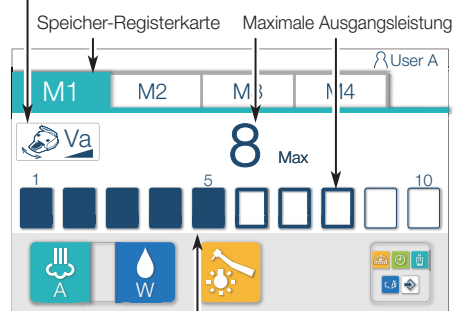 Speicher-Registerkarte Maximale Ausgangsleistung
User A
M1 M2 M3 M4
Va
8 Max
1 5 10
A W